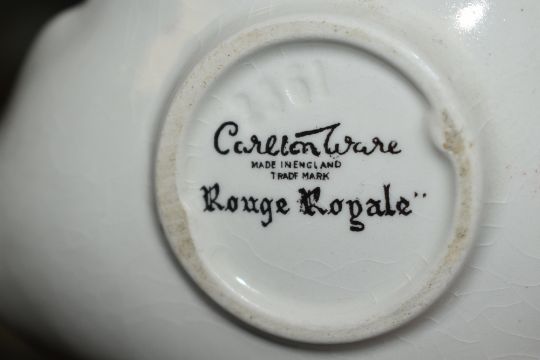 Carlton Ware
MADE IN ENGLAND
TRADE MARK
Rouge Royale"